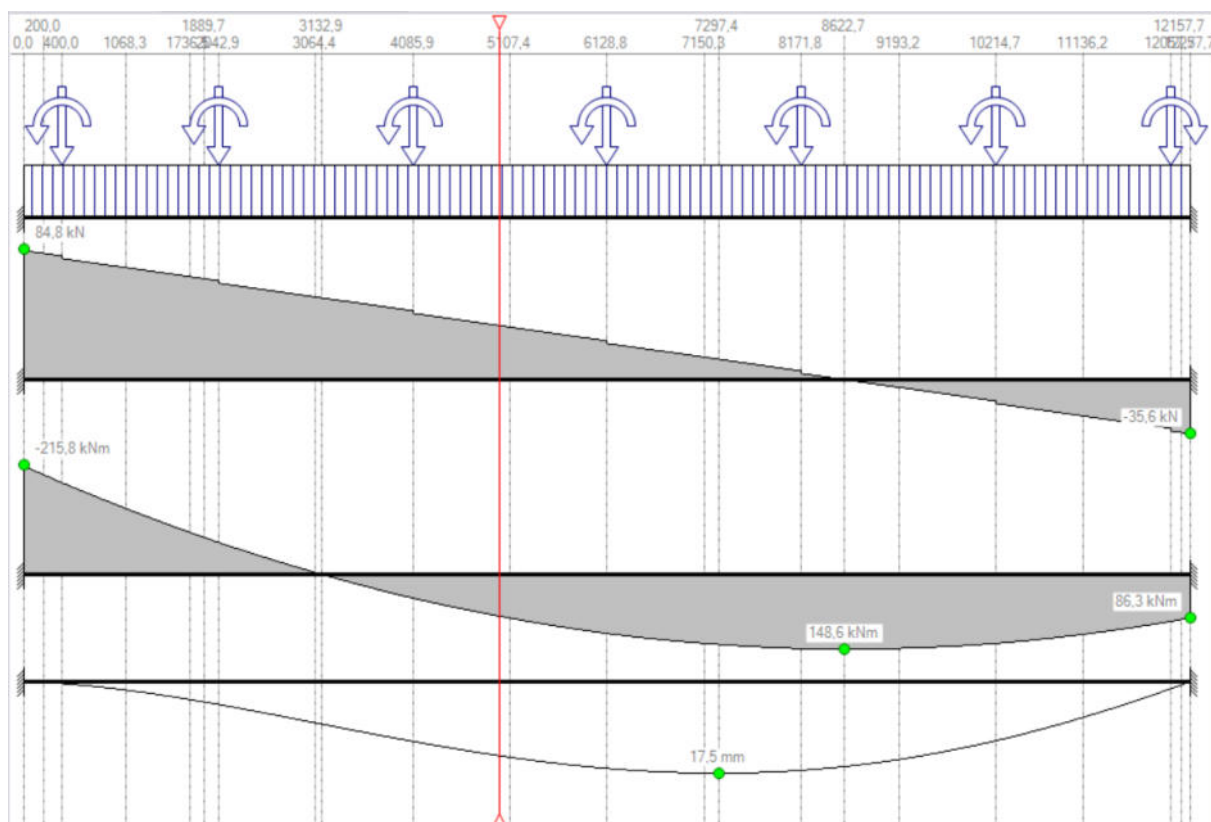 200,0 1889,7 3132,9 7297,4 8622,7 12157,7
0,0 400,0 1068,3 2042,9 3064,4 4085,9 5107,4 6128,8 7150,3 8171,8 9193,2 10214,7 11136,2
84,8 kN
-35,6 kN
-215,8 kNm
86,3 kNm
148,6 kNm
17,5 mm